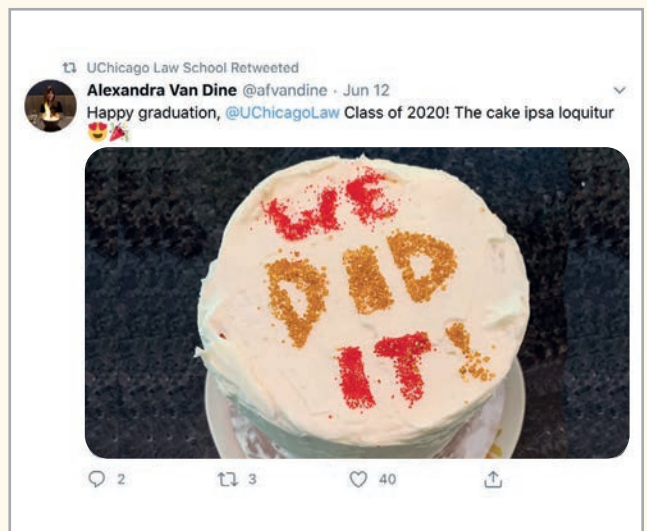 UChicago Law School Retweeted
Alexandra Van Dine @afvandine · Jun 12
Happy graduation, @UChicagoLaw Class of 2020! The cake ipsa loquitur
😍🎉
WE
DID
IT!
2 3 40